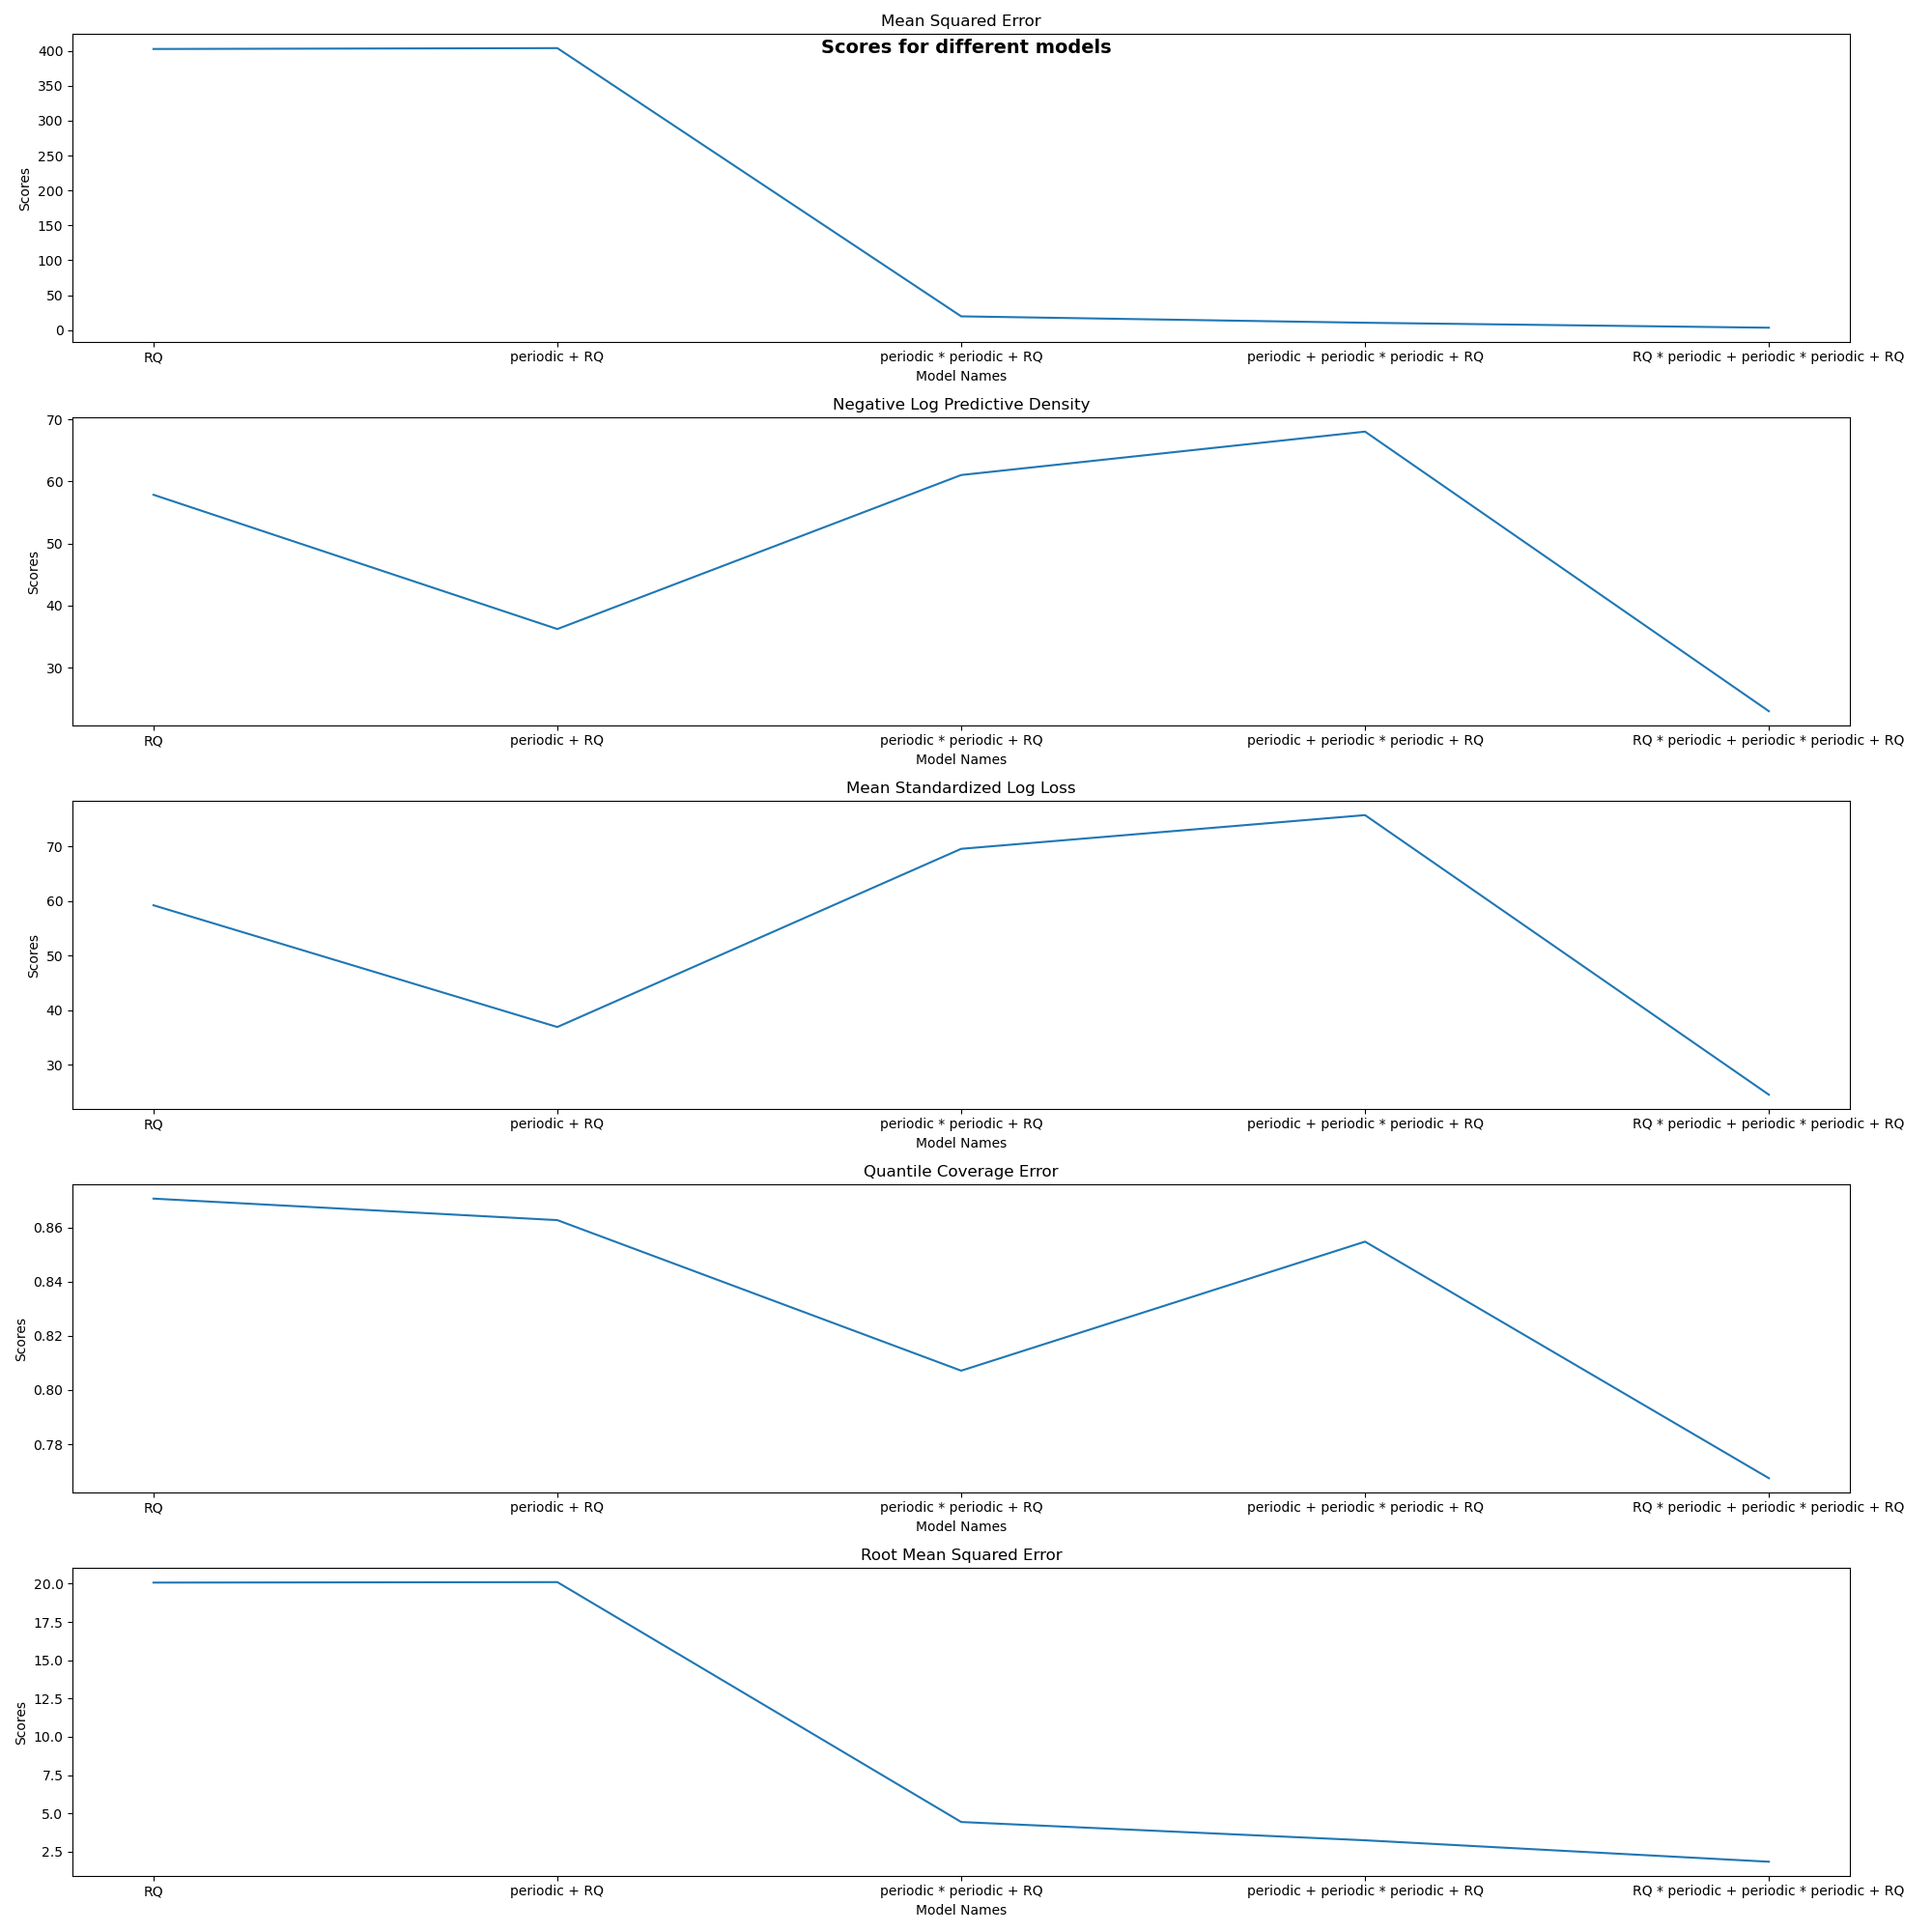 Mean Squared Error
Scores for different models
400
350
300
250
200
150
100
50
0
Scores
RQ periodic + RQ periodic * periodic + RQ periodic + periodic * periodic + RQ RQ * periodic + periodic * periodic + RQ
Model Names
Negative Log Predictive Density
70
60
50
40
30
Scores
RQ periodic + RQ periodic * periodic + RQ periodic + periodic * periodic + RQ RQ * periodic + periodic * periodic + RQ
Model Names
Mean Standardized Log Loss
70
60
50
40
30
Scores
RQ periodic + RQ periodic * periodic + RQ periodic + periodic * periodic + RQ RQ * periodic + periodic * periodic + RQ
Model Names
Quantile Coverage Error
0.86
0.84
0.82
0.80
0.78
Scores
RQ periodic + RQ periodic * periodic + RQ periodic + periodic * periodic + RQ RQ * periodic + periodic * periodic + RQ
Model Names
Root Mean Squared Error
20.0
17.5
15.0
12.5
10.0
7.5
5.0
2.5
Scores
RQ periodic + RQ periodic * periodic + RQ periodic + periodic * periodic + RQ RQ * periodic + periodic * periodic + RQ
Model Names